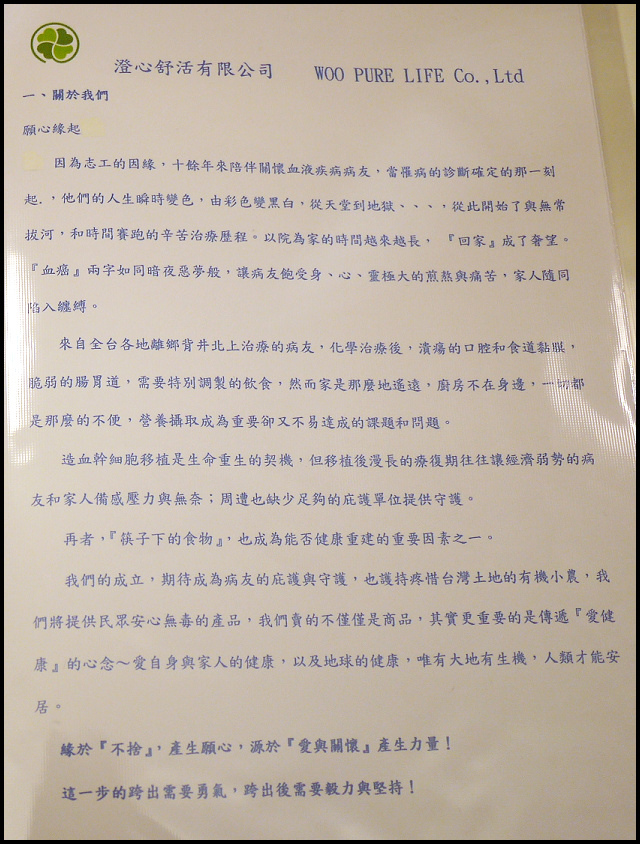 澄心舒活有限公司 WOO PURE LIFE Co.,Ltd
一、關於我們
願心緣起
因為志工的因緣，十餘年來陪伴關懷血液疾病病友，當罹病的診斷確定的那一刻
起.，他們的人生瞬時變色，由彩色變黑白，從天堂到地獄、、、，從此開始了與無常
拔河，和時間賽跑的辛苦治療歷程。以院為家的時間越來越長，『回家』成了奢望。
『血癌』兩字如同暗夜惡夢般，讓病友飽受身、心、靈極大的煎熬與痛苦，家人隨同
陷入纏縛。
來自全台各地離鄉背井北上治療的病友，化學治療後，潰瘍的口腔和食道黏膜，
脆弱的腸胃道，需要特別調製的飲食，然而家是那麼地遙遠，廚房不在身邊，一切都
是那麼的不便，營養攝取成為重要卻又不易達成的課題和問題。
造血幹細胞移植是生命重生的契機，但移植後漫長的療復期往往讓經濟弱勢的病
友和家人備感壓力與無奈；周遭也缺少足夠的庇護單位提供守護。
再者，『筷子下的食物』，也成為能否健康重建的重要因素之一。
我們的成立，期待成為病友的庇護與守護，也護持疼惜台灣土地的有機小農，我
們將提供民眾安心無毒的產品，我們賣的不僅僅是商品，其實更重要的是傳遞『愛健
康』的心念～愛自身與家人的健康，以及地球的健康，唯有大地有生機，人類才能安
居。
緣於『不捨』，產生願心，源於『愛與關懷』產生力量！
這一步的跨出需要勇氣，跨出後需要毅力與堅持！